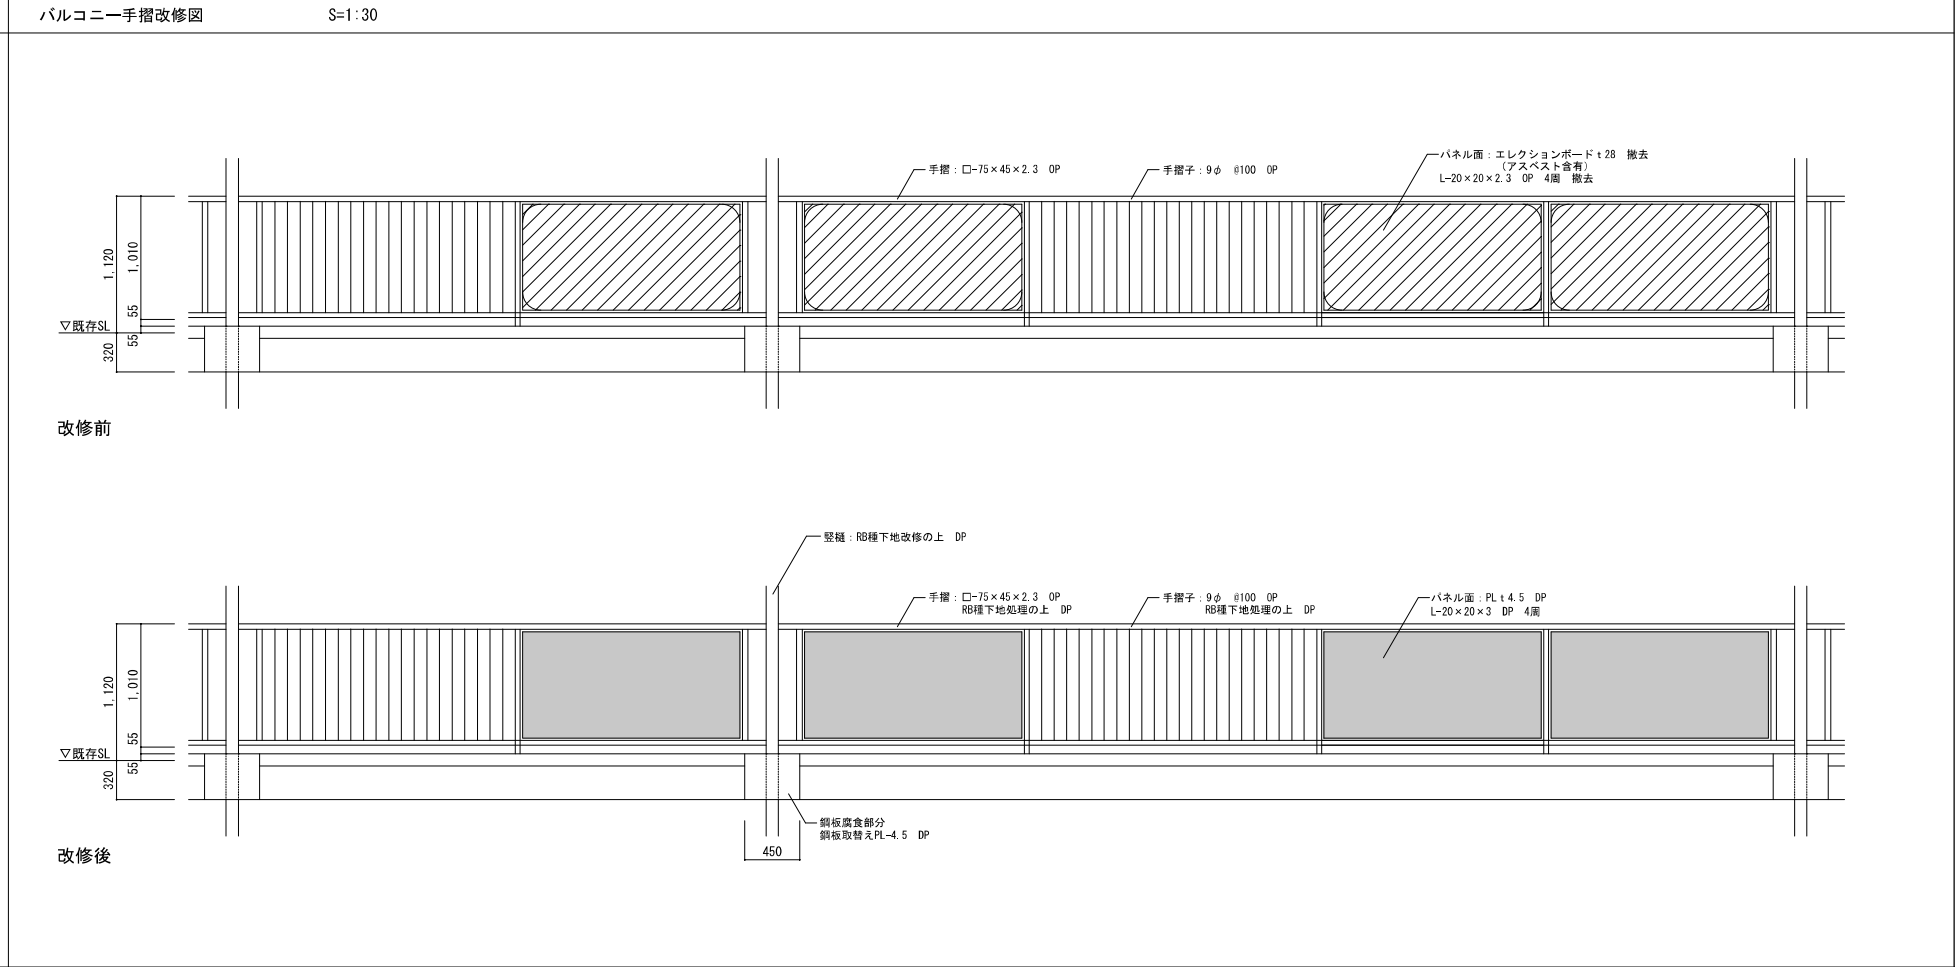 バルコニー手摺改修図 S=1:30
手摺：□-75×45×2.3 OP
手摺子：9φ @100 OP
パネル面：エレクションボードｔ28 撤去
（アスベスト含有）
L-20×20×2.3 OP 4周 撤去
1,120
1,010
55
▽既存SL
55
320
改修前
竪樋：RB種下地改修の上 DP
手摺：□-75×45×2.3 OP
RB種下地処理の上 DP
手摺子：9φ @100 OP
RB種下地処理の上 DP
パネル面：PLｔ4.5 DP
L-20×20×3 DP 4周
1,120
1,010
55
▽既存SL
55
320
鋼板腐食部分
鋼板取替えPL-4.5 DP
450
改修後